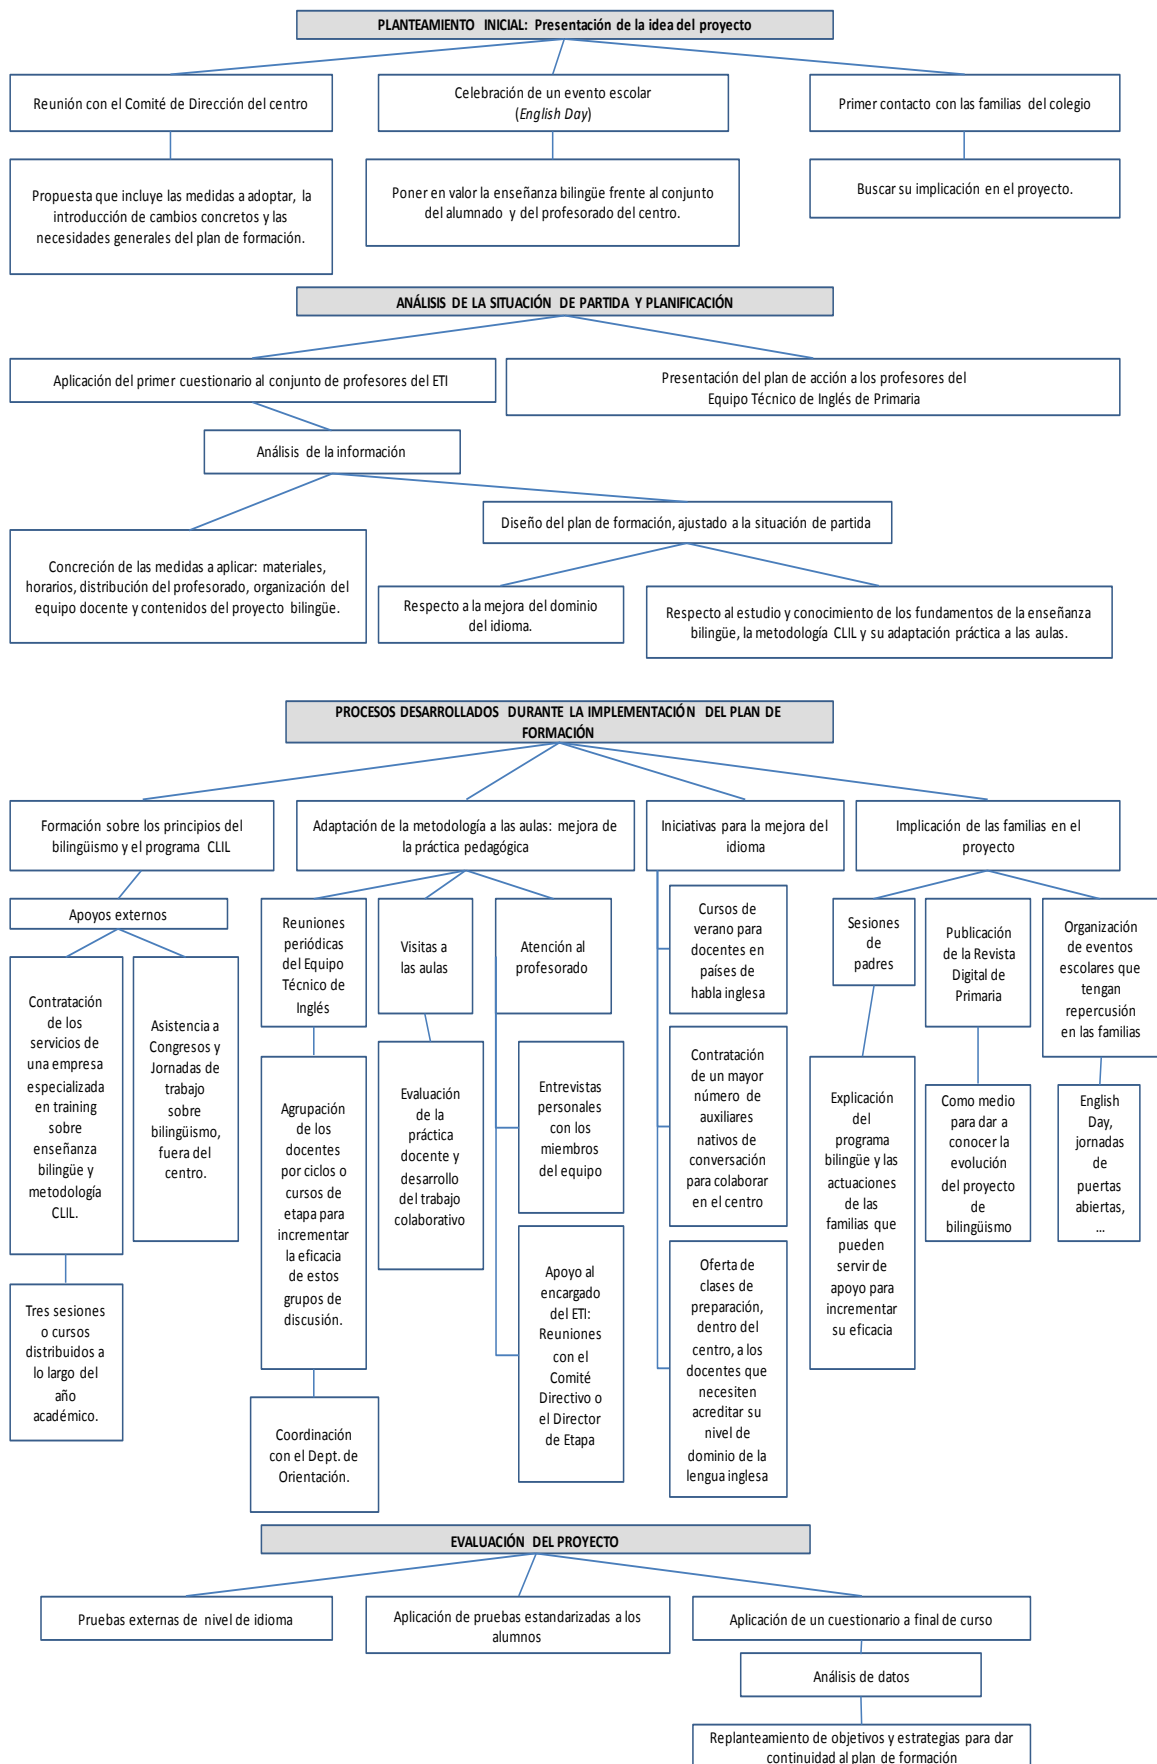 PLANTEAMIENTO INICIAL: Presentación de la idea del proyecto
Reunión con el Comité de Dirección del centro
Celebración de un evento escolar
(English Day)
Primer contacto con las familias del colegio
Propuesta que incluye las medidas a adoptar, la
introducción de cambios concretos y las
necesidades generales del plan de formación.
Poner en valor la enseñanza bilingüe frente al conjunto
del alumnado y del profesorado del centro.
Buscar su implicación en el proyecto.
ANÁLISIS DE LA SITUACIÓN DE PARTIDA Y PLANIFICACIÓN
Aplicación del primer cuestionario al conjunto de profesores del ETI
Presentación del plan de acción a los profesores del
Equipo Técnico de Inglés de Primaria
Análisis de la información
Concreción de las medidas a aplicar: materiales,
horarios, distribución del profesorado, organización del
equipo docente y contenidos del proyecto bilingüe.
Diseño del plan de formación, ajustado a la situación de partida
Respecto a la mejora del dominio
del idioma.
Respecto al estudio y conocimiento de los fundamentos de la enseñanza
bilingüe, la metodología CLIL y su adaptación práctica a las aulas.
PROCESOS DESARROLLADOS DURANTE LA IMPLEMENTACIÓN DEL PLAN DE
FORMACIÓN
Formación sobre los principios del
bilingüismo y el programa CLIL
Adaptación de la metodología a las aulas: mejora de
la práctica pedagógica
Iniciativas para la mejora del
idioma
Implicación de las familias en el
proyecto
Apoyos externos
Contratación
de los
servicios de
una empresa
especializada
en training
sobre
enseñanza
bilingüe y
metodología
CLIL.
Asistencia a
Congresos y
Jornadas de
trabajo
sobre
bilingüismo,
fuera del
centro.
Tres sesiones
o cursos
distribuidos a
lo largo del
año
académico.
Reuniones
periódicas
del Equipo
Técnico de
Inglés
Agrupación
de los
docentes
por ciclos o
cursos de
etapa para
incrementar
la eficacia
de estos
grupos de
discusión.
Coordinación
con el Dept. de
Orientación.
Visitas a
las aulas
Evaluación
de la
práctica
docente y
desarrollo
del trabajo
colaborativo
Atención al
profesorado
Entrevistas
personales
con los
miembros
del equipo
Apoyo al
encargado
del ETI:
Reuniones
con el
Comité
Directivo o
el Director
de Etapa
Cursos de
verano para
docentes en
países de
habla inglesa
Contratación
de un mayor
número de
auxiliares
nativos de
conversación
para colaborar
en el centro
Oferta de
clases de
preparación,
dentro del
centro, a los
docentes que
necesiten
acreditar su
nivel de
dominio de la
lengua inglesa
Sesiones
de
padres
Explicación
del
programa
bilingüe y las
actuaciones
de las
familias que
pueden
servir de
apoyo para
incrementar
su eficacia
Publicación
de la Revista
Digital de
Primaria
Como medio
para dar a
conocer la
evolución
del proyecto
de
bilingüismo
Organización
de eventos
escolares que
tengan
repercusión
en las familias
English
Day,
jornadas
de
puertas
abiertas,
...
EVALUACIÓN DEL PROYECTO
Pruebas externas de nivel de idioma
Aplicación de pruebas estandarizadas a los
alumnos
Aplicación de un cuestionario a final de curso
Análisis de datos
Replanteamiento de objetivos y estrategias para dar
continuidad al plan de formación